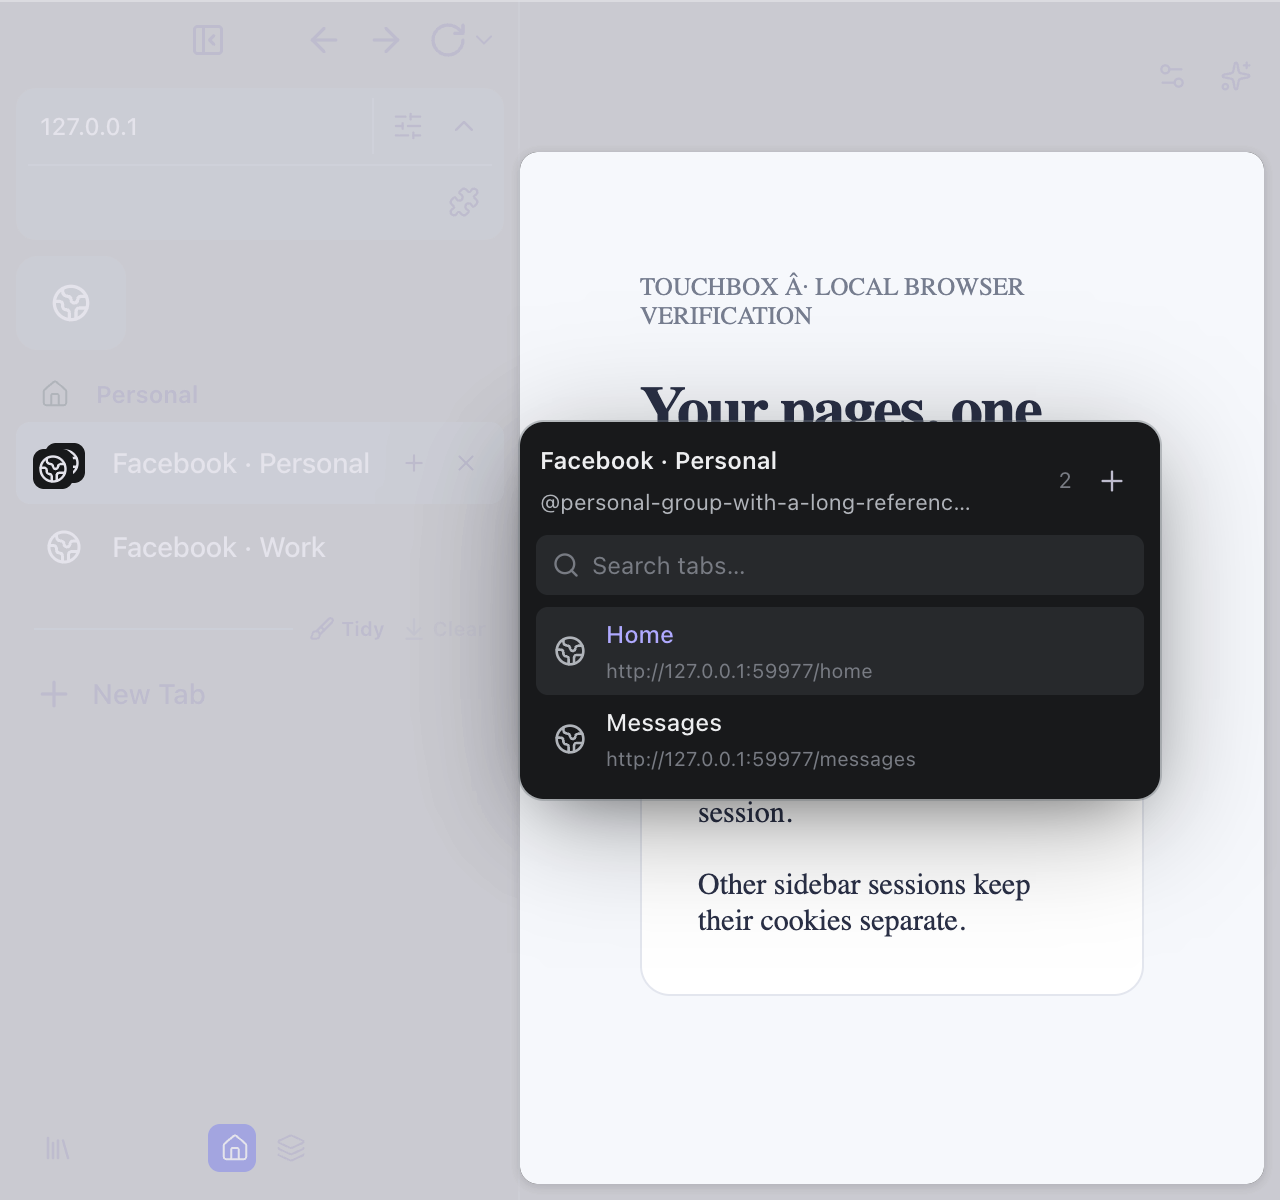 127.0.0.1
Personal
Facebook · Personal
Facebook · Work
Tidy
Clear
New Tab
TOUCHBOX Â· LOCAL BROWSER
VERIFICATION
Your pages, one
Facebook · Personal
2
@personal-group-with-a-long-referenc...
Search tabs...
Home
http://127.0.0.1:59977/home
Messages
http://127.0.0.1:59977/messages
session.
Other sidebar sessions keep
their cookies separate.